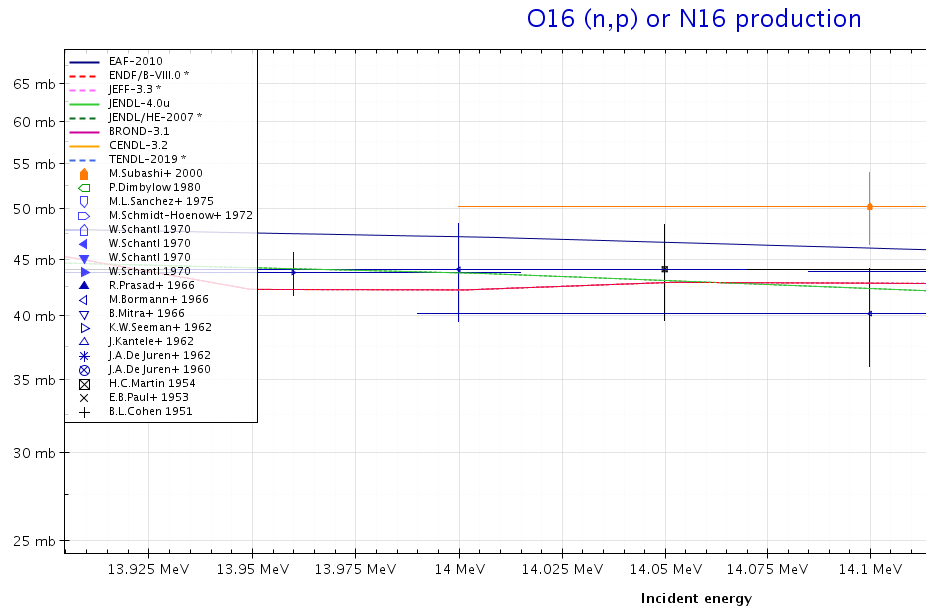 O16 (n,p) or N16 production
EAF-2010
ENDF/B-VIII.0 *
JEFF-3.3 *
JENDL-4.0u
JENDL/HE-2007 *
BROND-3.1
CENDL-3.2
TENDL-2019 *
M.Subashi+ 2000
P.Dimbylow 1980
M.L.Sanchez+ 1975
M.Schmidt-Hoenow+ 1972
W.Schantl 1970
W.Schantl 1970
W.Schantl 1970
W.Schantl 1970
R.Prasad+ 1966
M.Bormann+ 1966
B.Mitra+ 1966
K.W.Seeman+ 1962
J.Kantele+ 1962
J.A.De Juren+ 1962
J.A.De Juren+ 1960
H.C.Martin 1954
E.B.Paul+ 1953
B.L.Cohen 1951
65 mb
60 mb
55 mb
50 mb
45 mb
40 mb
35 mb
30 mb
25 mb
13.925 MeV 13.95 MeV 13.975 MeV 14 MeV 14.025 MeV 14.05 MeV 14.075 MeV 14.1 MeV
Incident energy